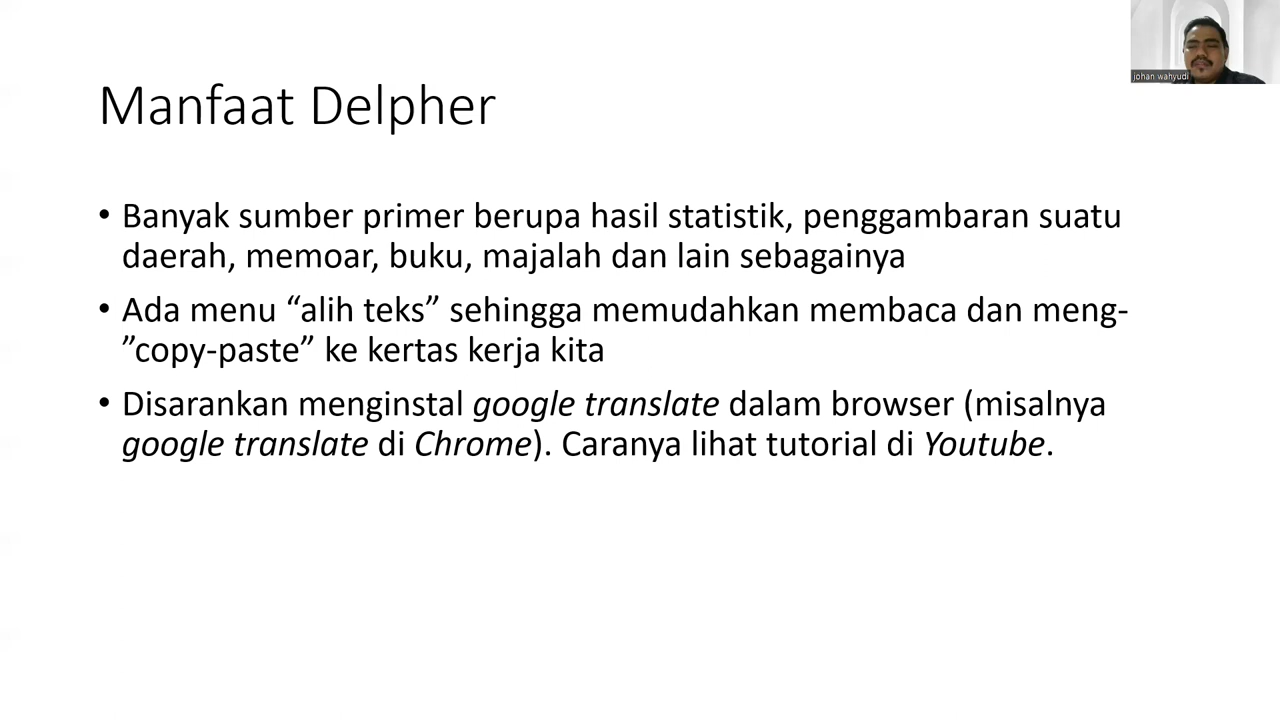 johan wahyudi
Manfaat Delpher
• Banyak sumber primer berupa hasil statistik, penggambaran suatu
daerah, memoar, buku, majalah dan lain sebagainya
• Ada menu “alih teks” sehingga memudahkan membaca dan meng-
”copy-paste” ke kertas kerja kita
• Disarankan menginstal google translate dalam browser (misalnya
google translate di Chrome). Caranya lihat tutorial di Youtube.